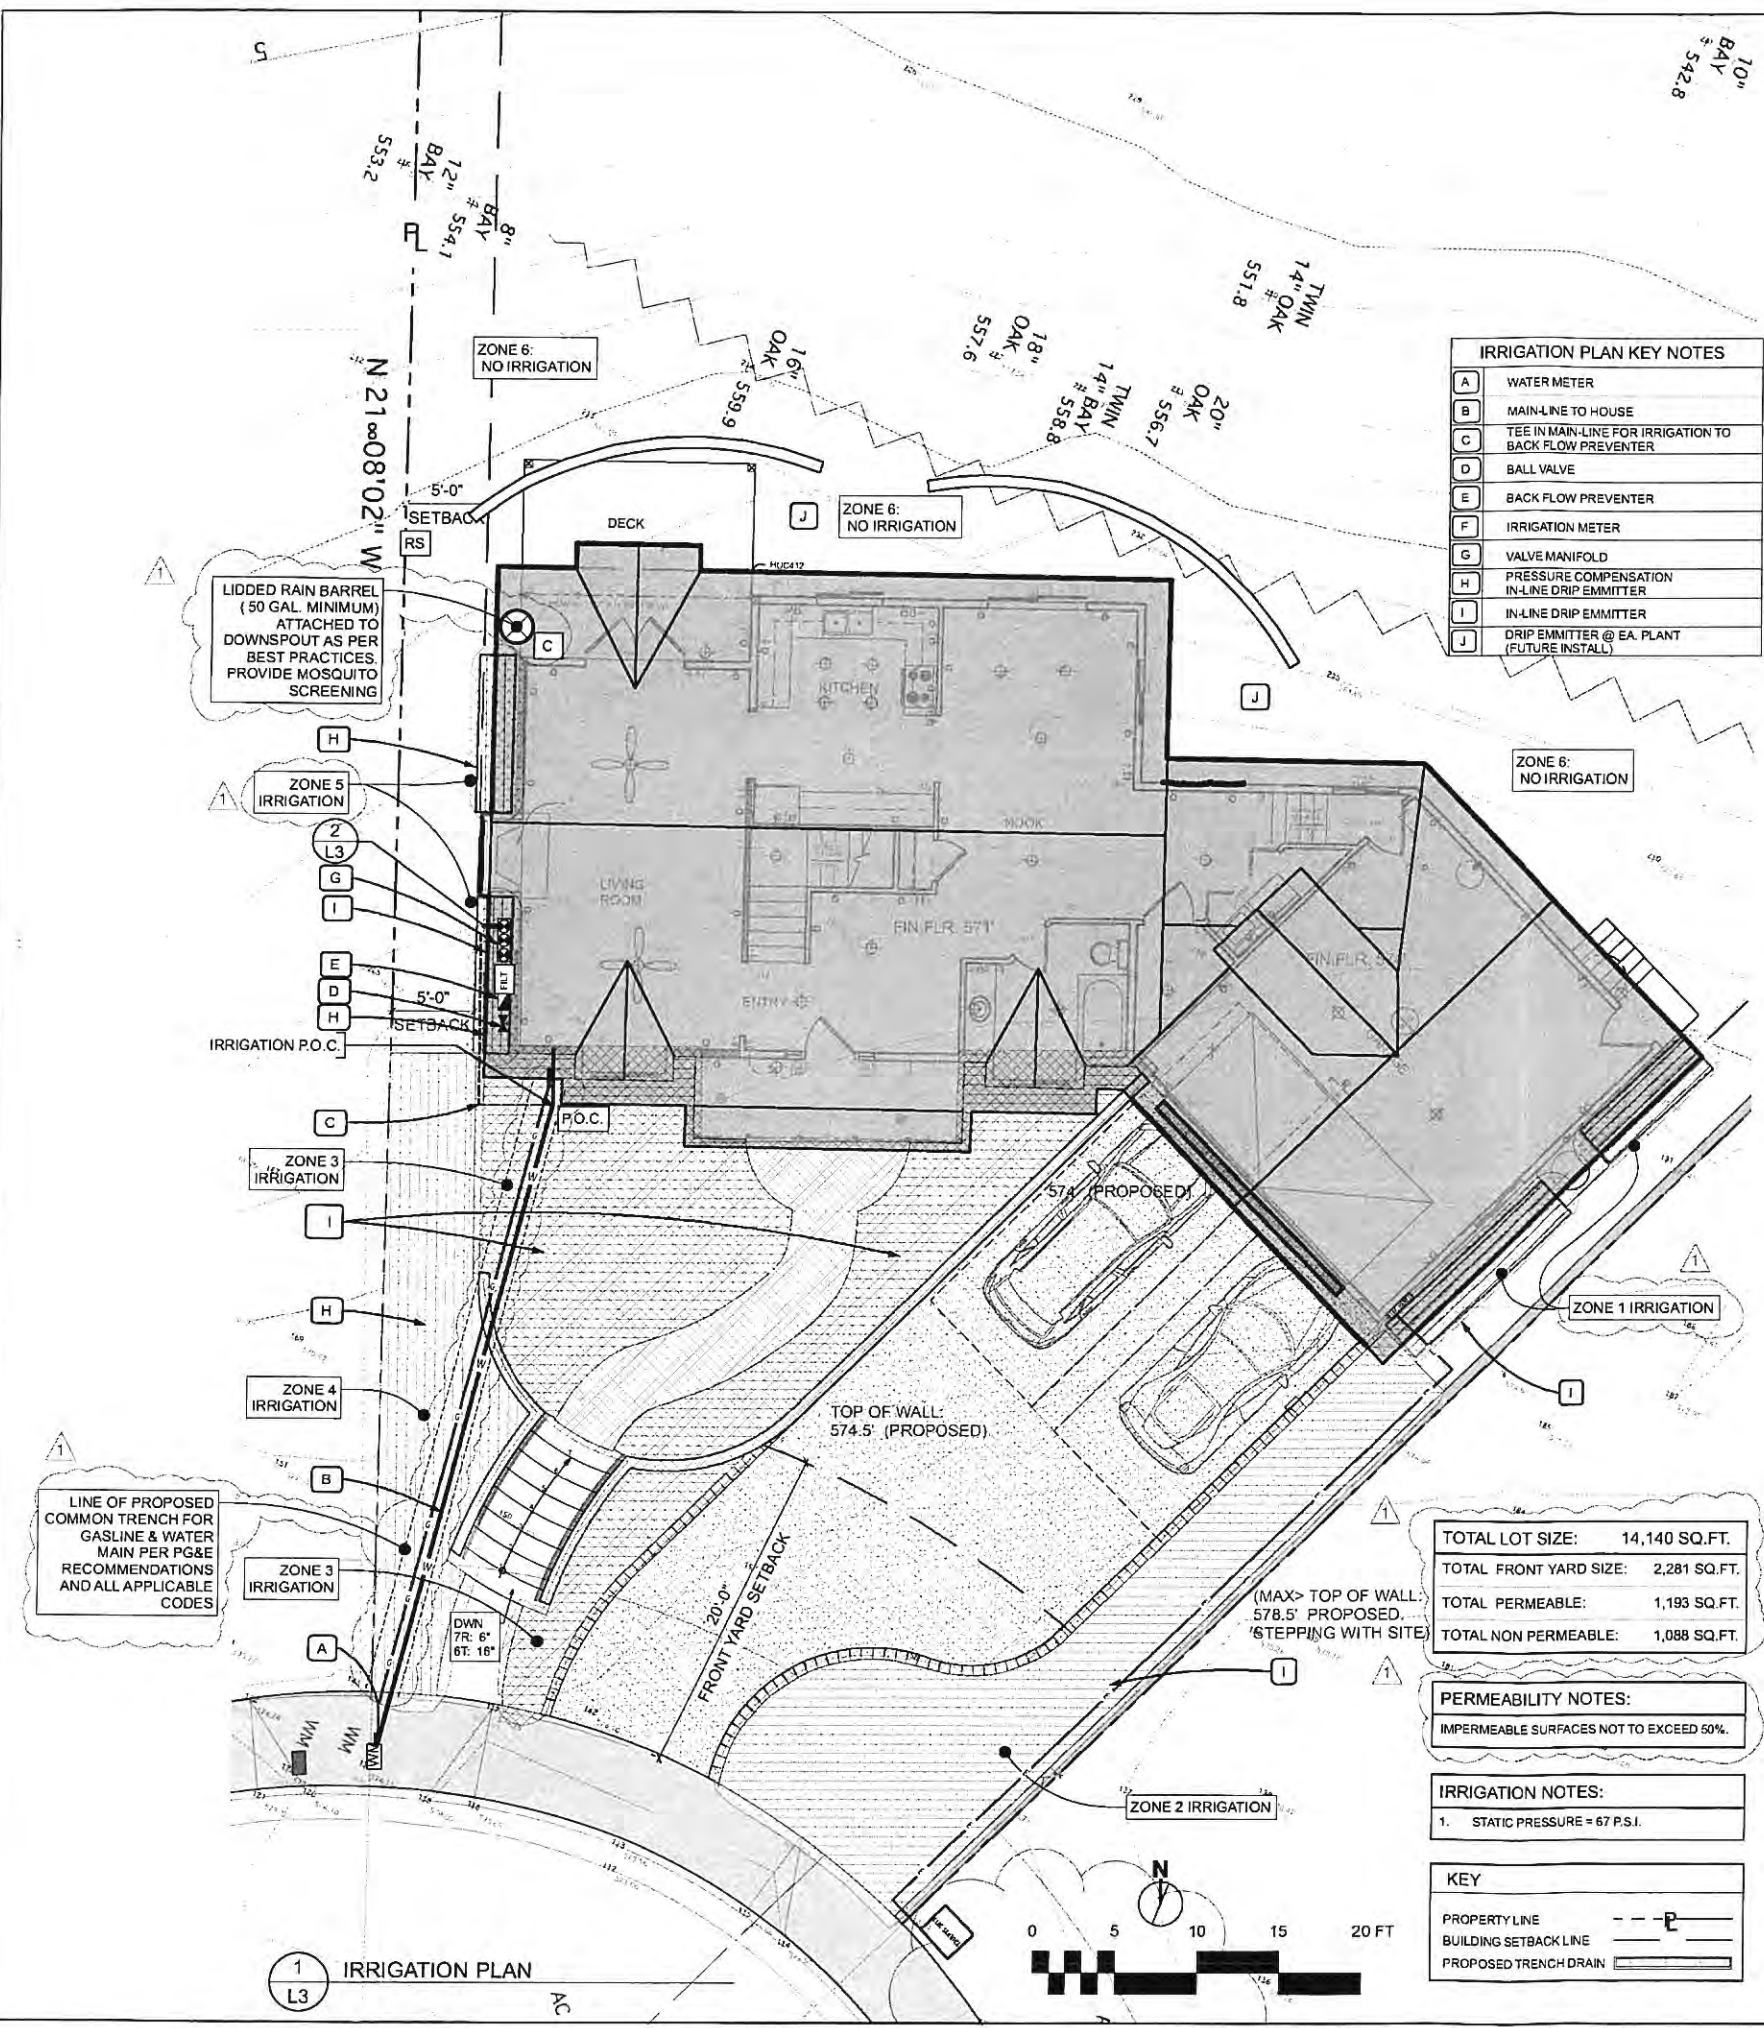 5
10"
BAY
# 542.8
12"
BAY
# 553.2
8"
BAY
# 554.1
PL
TWIN
14" OAK
# 551.8
16"
OAK
559.9
18"
OAK
# 557.6
TWIN
14" BAY
# 558.8
20"
OAK
# 556.7
N 21∞08'02" W
ZONE 6:
NO IRRIGATION
5'-0"
SETBACK
RS
DECK
J
ZONE 6:
NO IRRIGATION
HUC412
IRRIGATION PLAN KEY NOTES
A WATER METER
B MAIN-LINE TO HOUSE
C TEE IN MAIN-LINE FOR IRRIGATION TO
BACK FLOW PREVENTER
D BALL VALVE
E BACK FLOW PREVENTER
F IRRIGATION METER
G VALVE MANIFOLD
H PRESSURE COMPENSATION
IN-LINE DRIP EMMITTER
I IN-LINE DRIP EMMITTER
J DRIP EMMITTER @ EA. PLANT
(FUTURE INSTALL)
1
LIDDED RAIN BARREL
( 50 GAL. MINIMUM)
ATTACHED TO
DOWNSPOUT AS PER
BEST PRACTICES.
PROVIDE MOSQUITO
SCREENING
C
KITCHEN
J
H
1
ZONE 5
IRRIGATION
ZONE 6:
NO IRRIGATION
2
L3
NOOK
G
I
LIVING
ROOM
FIN.FLR. 571'
E
FILT
D
5'-0"
H
SETBACK
ENTRY
IRRIGATION P.O.C.
C
P.O.C.
ZONE 3
IRRIGATION
574' (PROPOSED)
I
H
1
ZONE 1 IRRIGATION
I
ZONE 4
IRRIGATION
TOP OF WALL:
574.5' (PROPOSED)
1
B
LINE OF PROPOSED
COMMON TRENCH FOR
GASLINE & WATER
MAIN PER PG&E
RECOMMENDATIONS
AND ALL APPLICABLE
CODES
ZONE 3
IRRIGATION
DWN
7R: 6"
6T: 16"
20'-0"
FRONT YARD SETBACK
A
(MAX> TOP OF WALL:
578.5' PROPOSED,
STEPPING WITH SITE)
I
1
TOTAL LOT SIZE: 14,140 SQ.FT.
TOTAL FRONT YARD SIZE: 2,281 SQ.FT.
TOTAL PERMEABLE: 1,193 SQ.FT.
TOTAL NON PERMEABLE: 1,088 SQ.FT.
1
PERMEABILITY NOTES:
IMPERMEABLE SURFACES NOT TO EXCEED 50%.
WM
WM
WM
ZONE 2 IRRIGATION
IRRIGATION NOTES:
1. STATIC PRESSURE = 67 P.S.I.
KEY
PROPERTY LINE PL
BUILDING SETBACK LINE
PROPOSED TRENCH DRAIN
N
0 5 10 15 20 FT
1
L3
IRRIGATION PLAN
AC